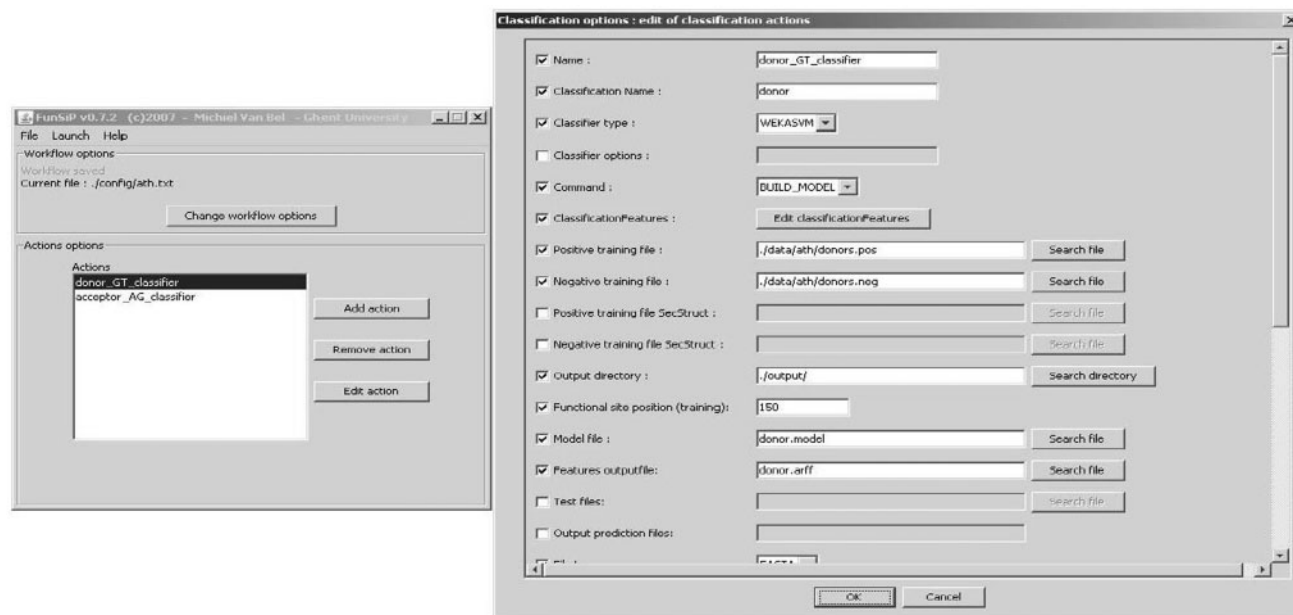 FunSiP v0.7.2 (c)2007 - Michiel Van Bel - Ghent University
File Launch Help
Workflow options
Workflow saved
Current file : ./config/ath.txt
Change workflow options
Actions options
Actions
donor_GT_classifier
acceptor_AG_classifier
Add action
Remove action
Edit action
Classification options : edit of classification actions
Name : donor_GT_classifier
Classification Name : donor
Classifier type : WEKASVM
Classifier options :
Command : BUILD_MODEL
ClassificationFeatures : Edit classificationFeatures
Positive training file : ./data/ath/donors.pos Search file
Negative training file : ./data/ath/donors.neg Search file
Positive training file SecStruct : Search file
Negative training file SecStruct : Search file
Output directory : ./output/ Search directory
Functional site position (training): 150
Model file : donor.model Search file
Features outputfile: donor.arff Search file
Test files: Search file
Output prediction files:
FASTA
OK Cancel